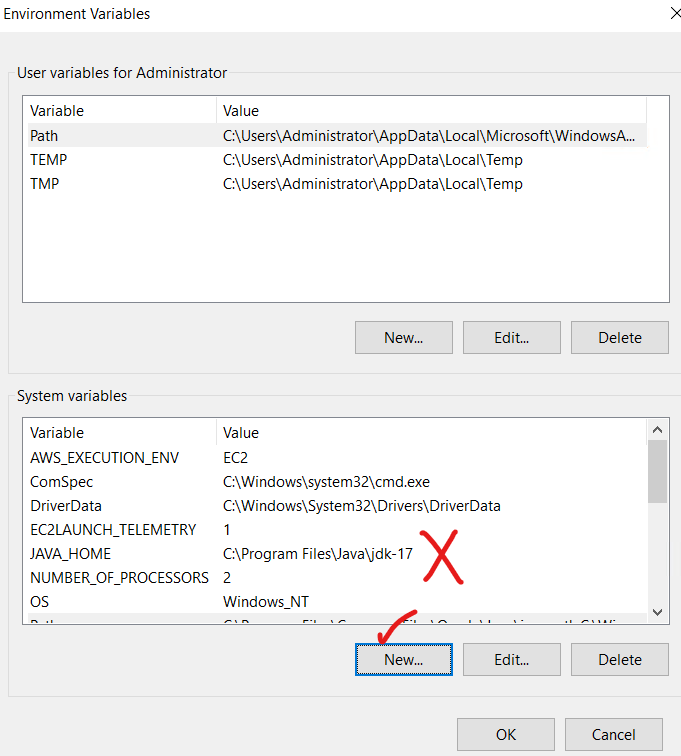 Environment Variables
User variables for Administrator
Variable Value
Path C:\Users\Administrator\AppData\Local\Microsoft\WindowsA...
TEMP C:\Users\Administrator\AppData\Local\Temp
TMP C:\Users\Administrator\AppData\Local\Temp
New... Edit... Delete
System variables
Variable Value
AWS_EXECUTION_ENV EC2
ComSpec C:\Windows\system32\cmd.exe
DriverData C:\Windows\System32\Drivers\DriverData
EC2LAUNCH_TELEMETRY 1
JAVA_HOME C:\Program Files\Java\jdk-17
NUMBER_OF_PROCESSORS 2
OS Windows_NT
New... Edit... Delete
OK Cancel